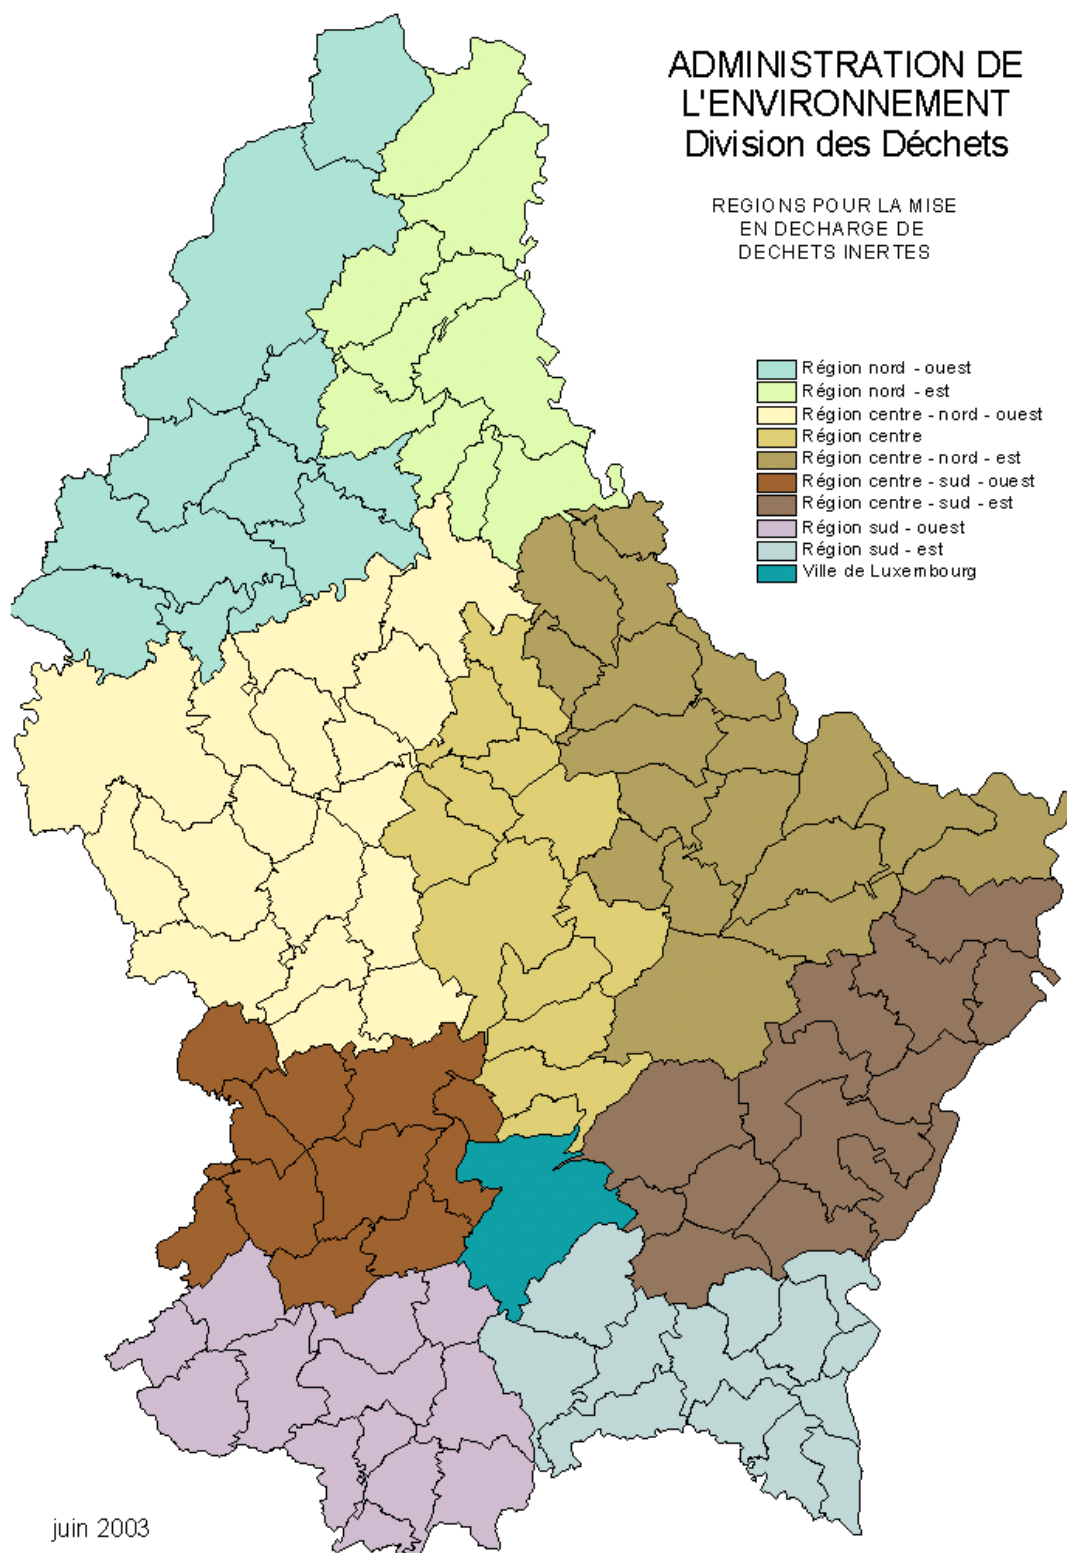 ADMINISTRATION DE
L'ENVIRONNEMENT
Division des Déchets
REGIONS POUR LA MISE
EN DECHARGE DE
DECHETS INERTES
Région nord - ouest
Région nord - est
Région centre - nord - ouest
Région centre
Région centre - nord - est
Région centre - sud - ouest
Région centre - sud - est
Région sud - ouest
Région sud - est
Ville de Luxembourg
juin 2003